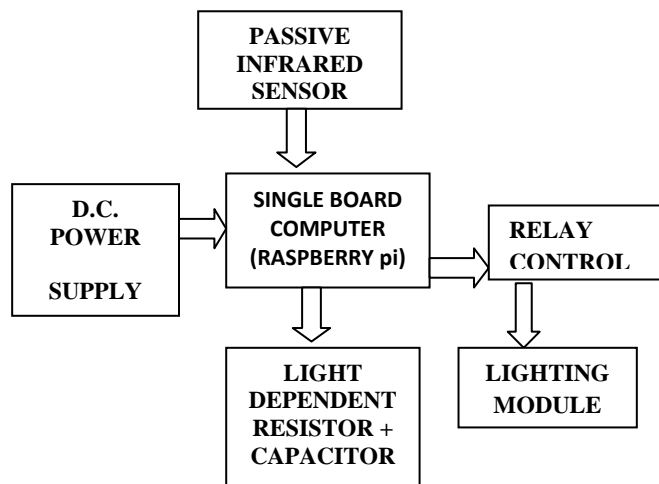 PASSIVE
INFRARED
SENSOR
D.C.
POWER
SUPPLY
SINGLE BOARD
COMPUTER
(RASPBERRY pi)
RELAY
CONTROL
LIGHT
DEPENDENT
RESISTOR +
CAPACITOR
LIGHTING
MODULE